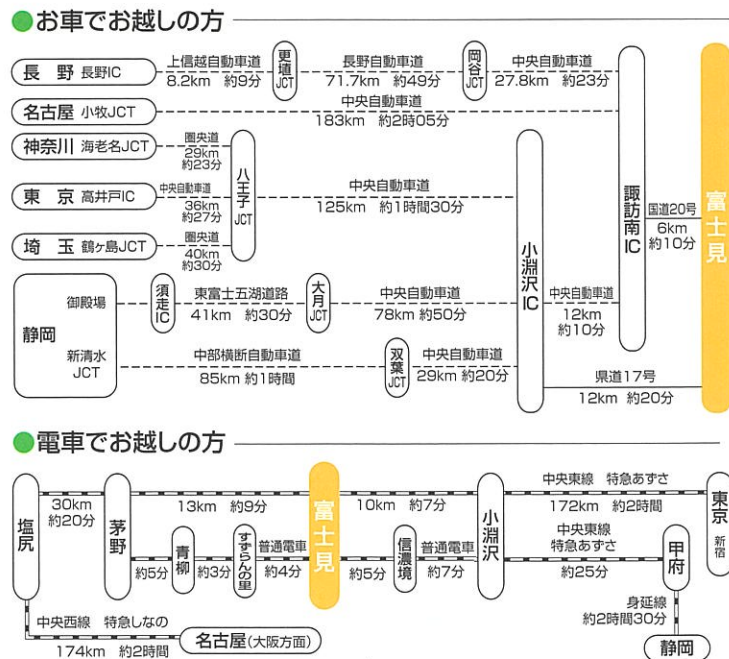 ●お車でお越しの方
長野 長野IC
上信越自動車道
8.2km 約9分
更埴JCT
長野自動車道
71.7km 約49分
岡谷JCT
中央自動車道
27.8km 約23分
名古屋 小牧JCT
中央自動車道
183km 約2時05分
神奈川 海老名JCT
圏央道
29km
約23分
東京 高井戸IC
中央自動車道
36km
約27分
埼玉 鶴ヶ島JCT
圏央道
40km
約30分
八王子JCT
中央自動車道
125km 約1時間30分
静岡
御殿場
須走IC
東富士五湖道路
41km 約30分
大月JCT
中央自動車道
78km 約50分
新清水
JCT
中部横断自動車道
85km 約1時間
双葉JCT
中央自動車道
29km 約20分
小淵沢IC
中央自動車道
12km
約10分
諏訪南IC
国道20号
6km
約10分
県道17号
12km 約20分
富士見
●電車でお越しの方
塩尻
30km
約20分
茅野
13km 約9分
約5分
青柳
約3分
すずらんの里
普通電車
約4分
富士見
10km 約7分
約5分
信濃境
普通電車
約7分
小淵沢
中央東線 特急あずさ
172km 約2時間
東京 新宿
中央東線
特急あずさ
約25分
甲府
身延線
約2時間30分
静岡
中央西線 特急しなの
174km 約2時間
名古屋(大阪方面)